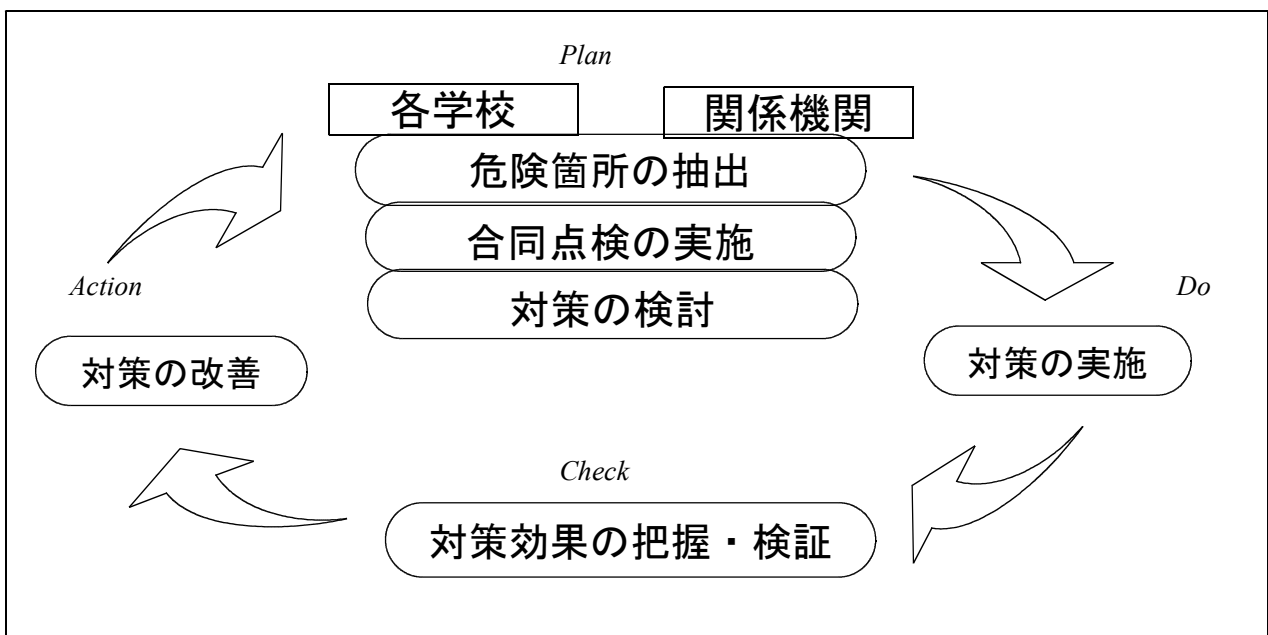 Plan
各学校
関係機関
危険箇所の抽出
合同点検の実施
対策の検討
Action
Do
対策の改善
対策の実施
Check
対策効果の把握・検証